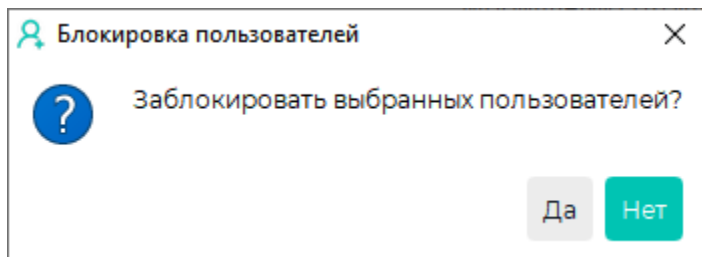 Блокировка пользователей
Заблокировать выбранных пользователей?
Да Нет